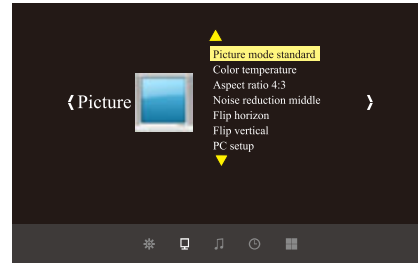 Picture
Picture mode standard
Color temperature
Aspect ratio 4:3
Noise reduction middle
Flip horizon
Flip vertical
PC setup